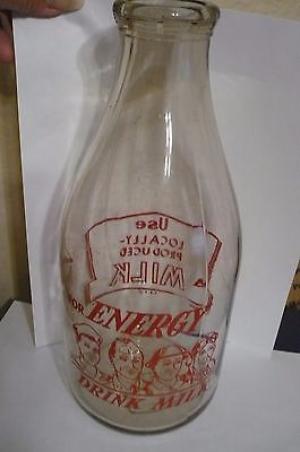 Use
LOCALLY-
PRODUCED
MILK
FOR ENERGY
DRINK MILK